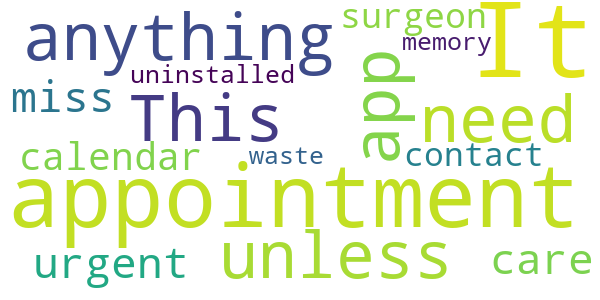 surgeon
It
anything
memory
uninstalled
app
miss
This
need
calendar
waste
contact
appointment
unless
urgent
care